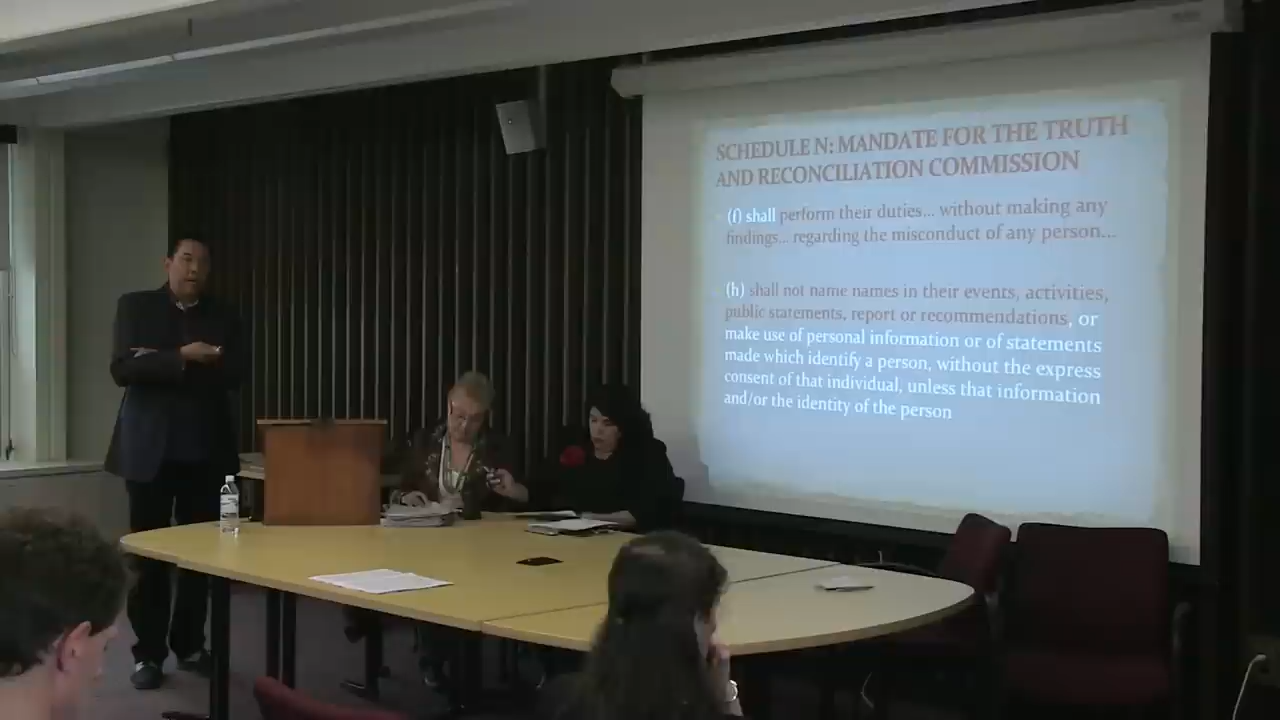 SCHEDULE N: MANDATE FOR THE TRUTH
AND RECONCILIATION COMMISSION
(f) shall perform their duties... without making any
findings... regarding the misconduct of any person...
(h) shall not name names in their events, activities,
public statements, report or recommendations, or
make use of personal information or of statements
made which identify a person, without the express
consent of that individual, unless that information
and/or the identity of the person